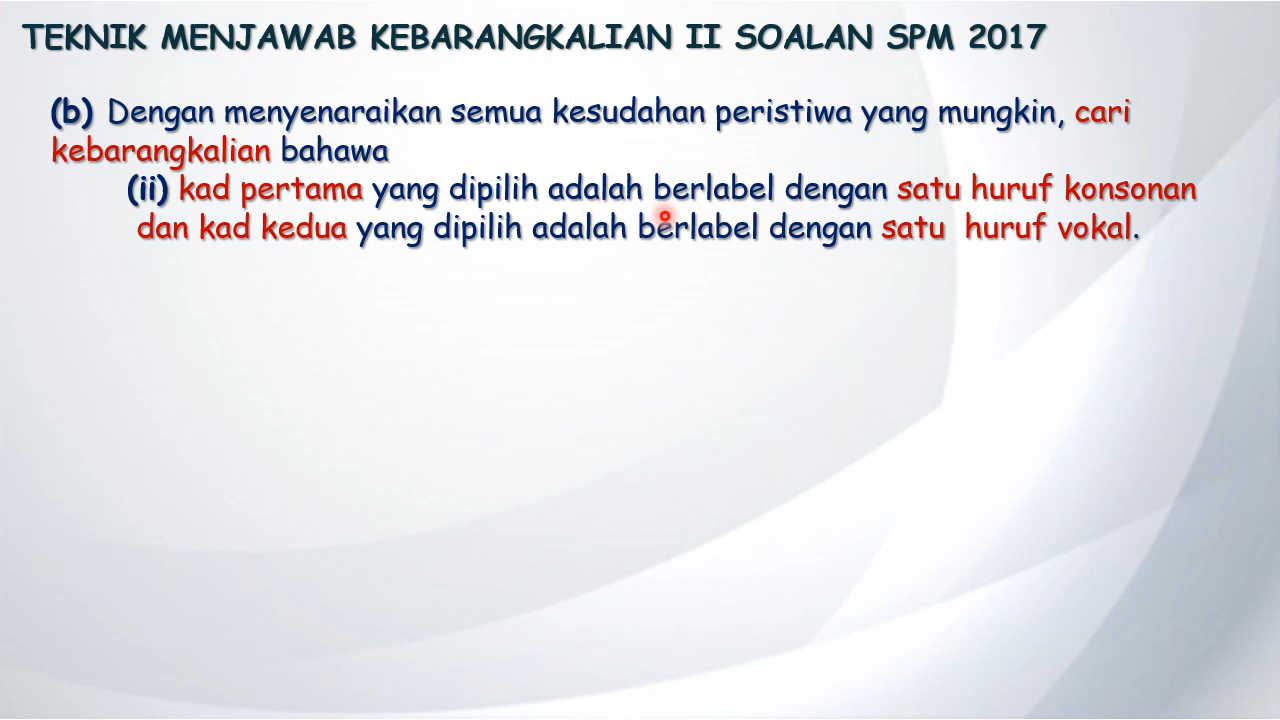 TEKNIK MENJAWAB KEBARANGKALIAN II SOALAN SPM 2017
(b) Dengan menyenaraikan semua kesudahan peristiwa yang mungkin, cari
kebarangkalian bahawa
(ii) kad pertama yang dipilih adalah berlabel dengan satu huruf konsonan
dan kad kedua yang dipilih adalah berlabel dengan satu huruf vokal.